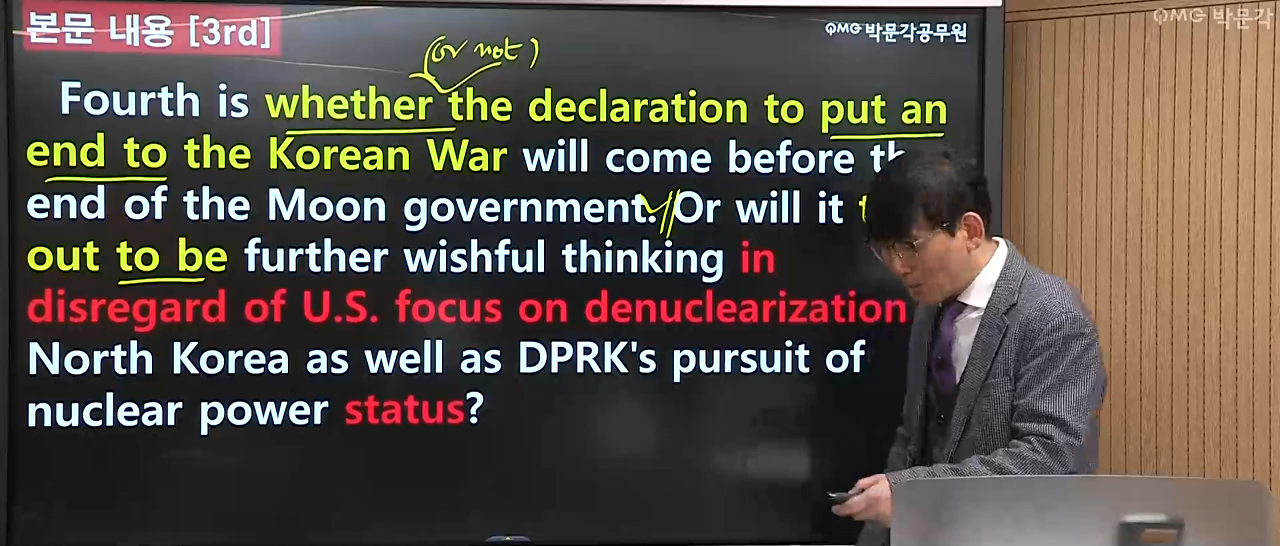 본문 내용 [3rd]
QMG 박문각공무원
QMG 박문각
(or not)
Fourth is whether the declaration to put an
end to the Korean War will come before
end of the Moon government. Or will it
out to be further wishful thinking in
disregard of U.S. focus on denuclearization
North Korea as well as DPRK's pursuit of
nuclear power status?